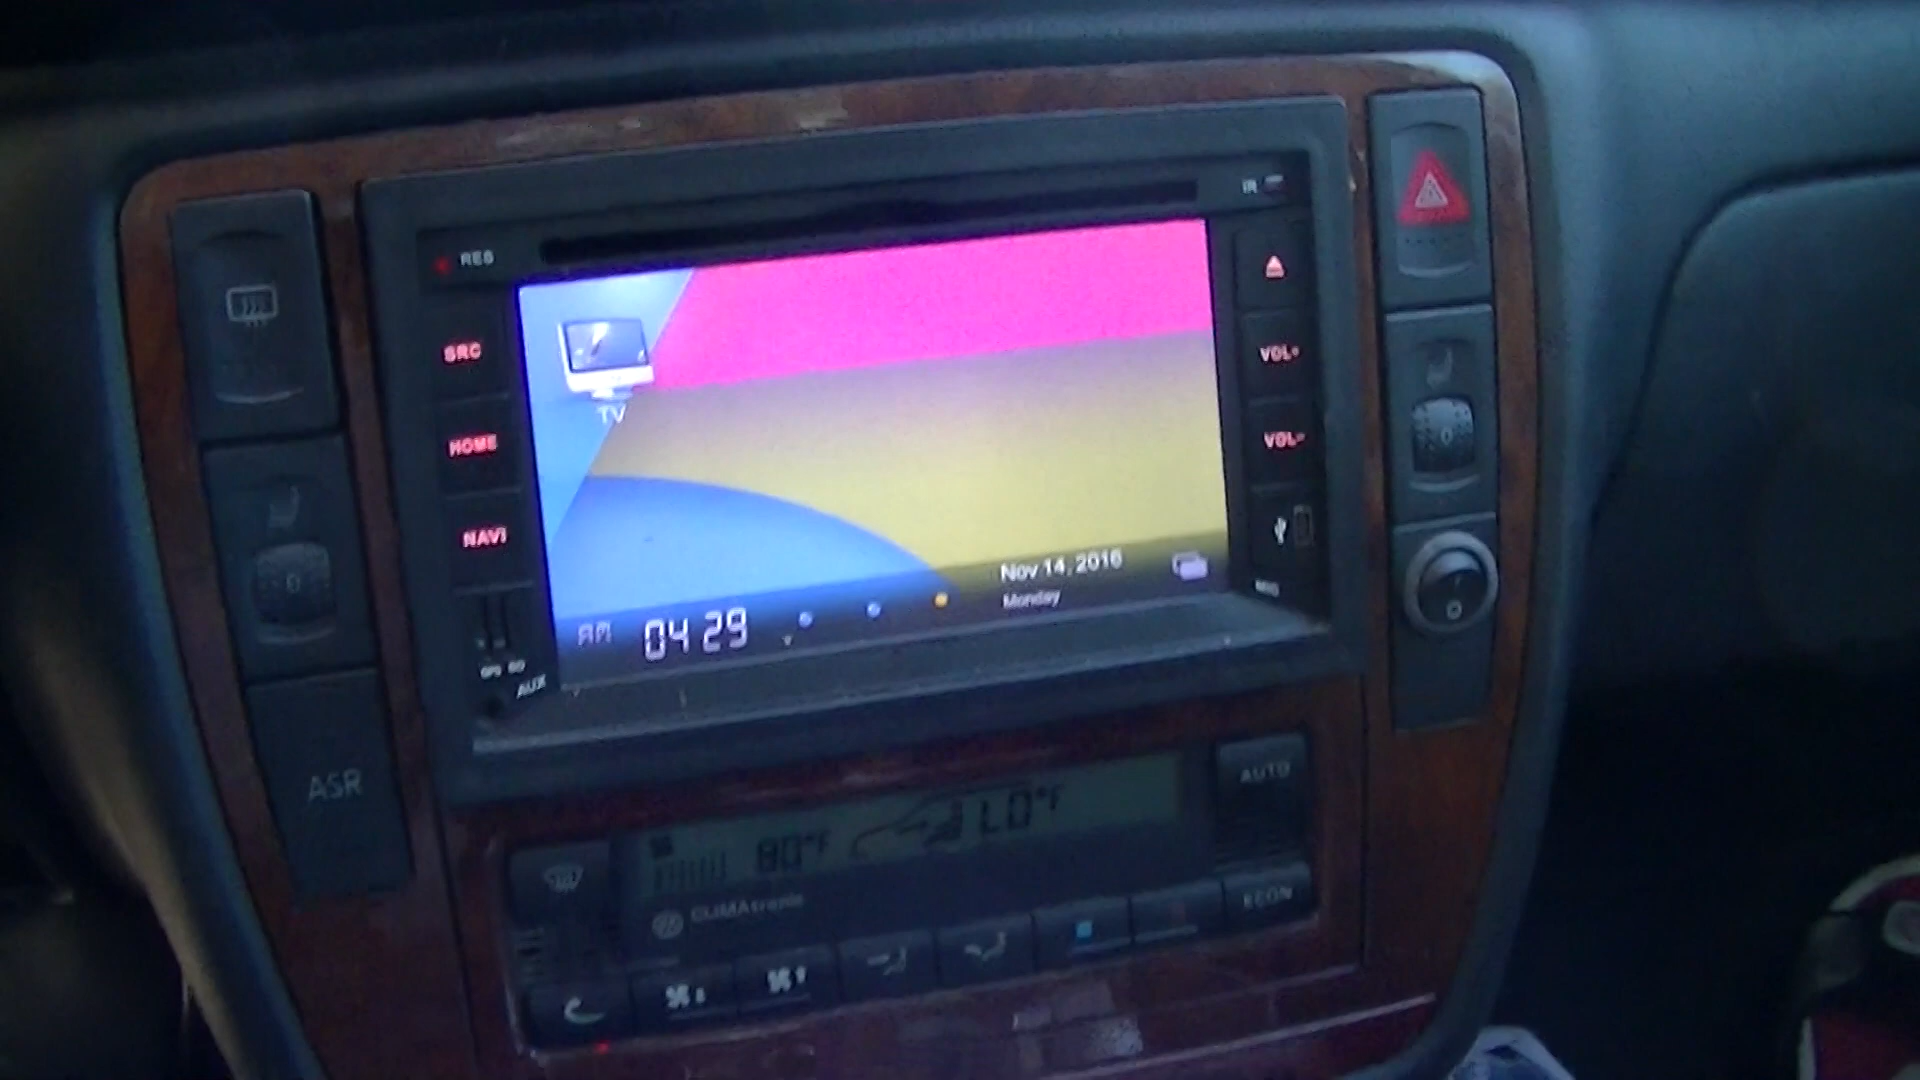 IR
RES
SRC
HOME
NAVI
AUX
VOL+
VOL-
TV
AM 04 29
Nov 14, 2016
Monday
ASR
AUTO
80°F LO°F
CLIMAtronic
ECON